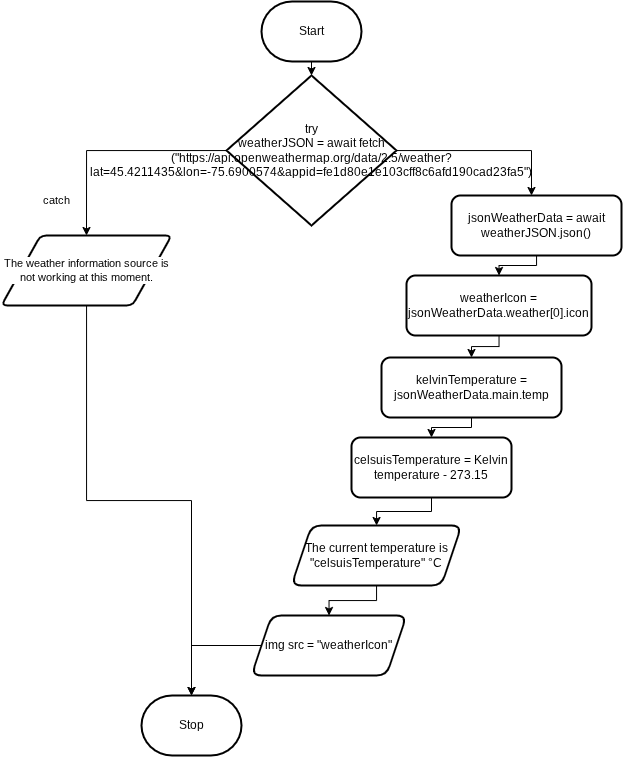 Start
try
weatherJSON = await fetch
("https://api.openweathermap.org/data/2.5/weather?
lat=45.4211435&lon=-75.6900574&appid=fe1d80e1e103cff8c6afd190cad23fa5")
catch
The weather information source is
not working at this moment.
jsonWeatherData = await
weatherJSON.json()
weatherIcon =
jsonWeatherData.weather[0].icon
kelvinTemperature =
jsonWeatherData.main.temp
celsuisTemperature = Kelvin
temperature - 273.15
The current temperature is
"celsuisTemperature" °C
img src = "weatherIcon"
Stop